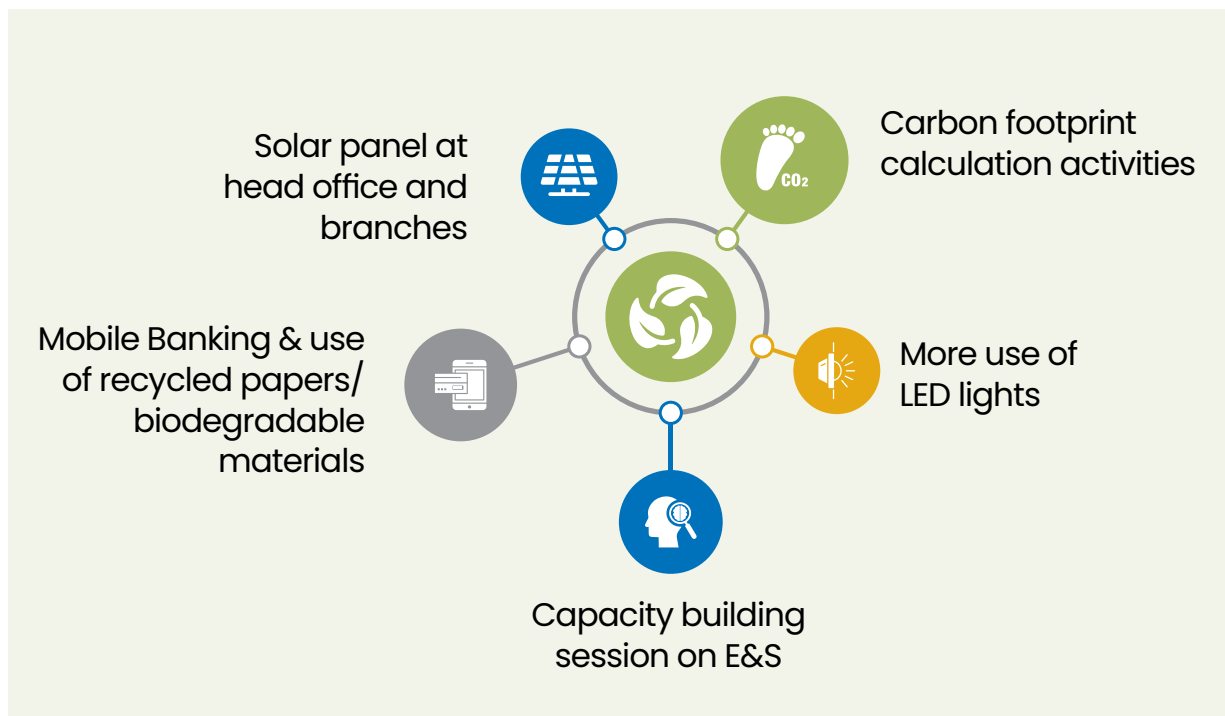 Solar panel at
head office and
branches
CO₂
Carbon footprint
calculation activities
Mobile Banking & use
of recycled papers/
biodegradable
materials
More use of
LED lights
Capacity building
session on E&S